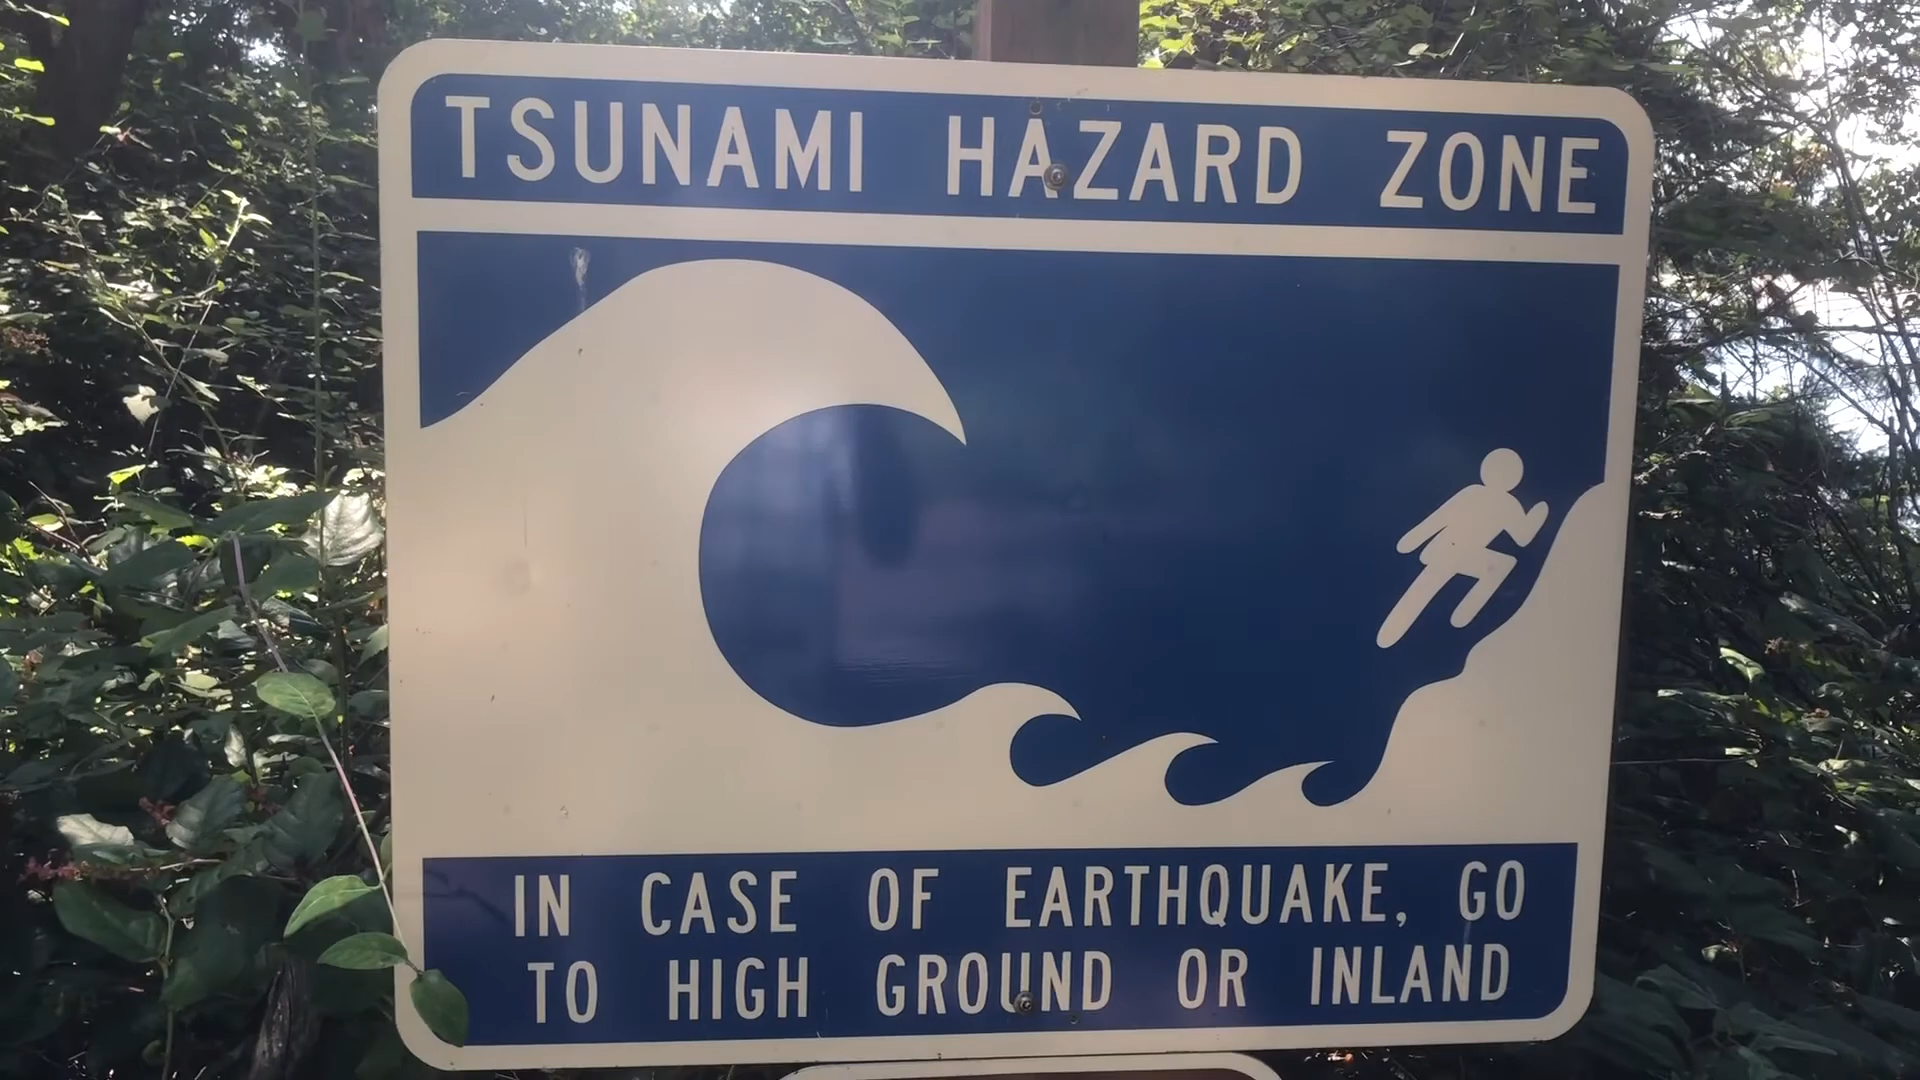 TSUNAMI HAZARD ZONE
IN CASE OF EARTHQUAKE, GO
TO HIGH GROUND OR INLAND